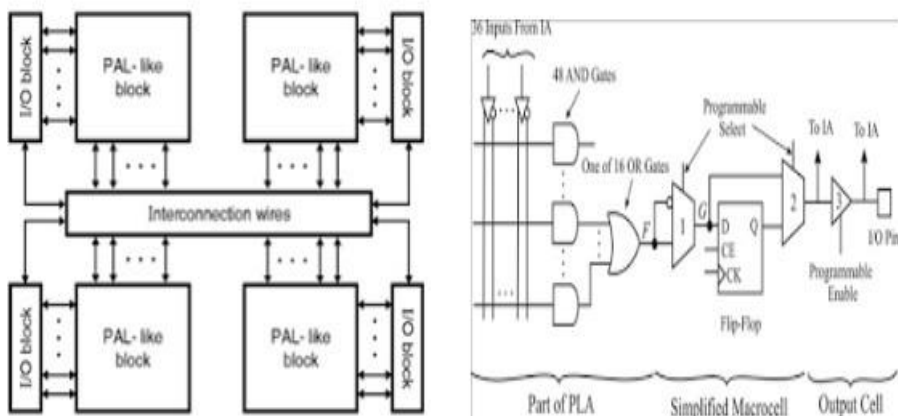 I/O block
PAL- like
block
PAL- like
block
I/O block
Interconnection wires
I/O block
PAL- like
block
PAL- like
block
I/O block
36 Inputs From IA
48 AND Gates
Programmable
Select
To IA
To IA
One of 16 OR Gates
F
1
G
D
Q
CE
CK
2
3
I/O Pin
Programmable
Enable
Flip-Flop
Part of PLA
Simplified Macrocell
Output Cell